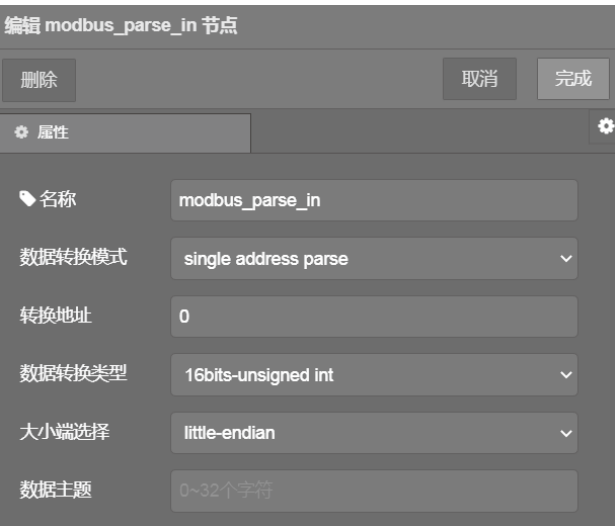 编辑 modbus_parse_in 节点
删除 取消 完成
属性
名称 modbus_parse_in
数据转换模式 single address parse
转换地址 0
数据转换类型 16bits-unsigned int
大小端选择 little-endian
数据主题 0~32个字符